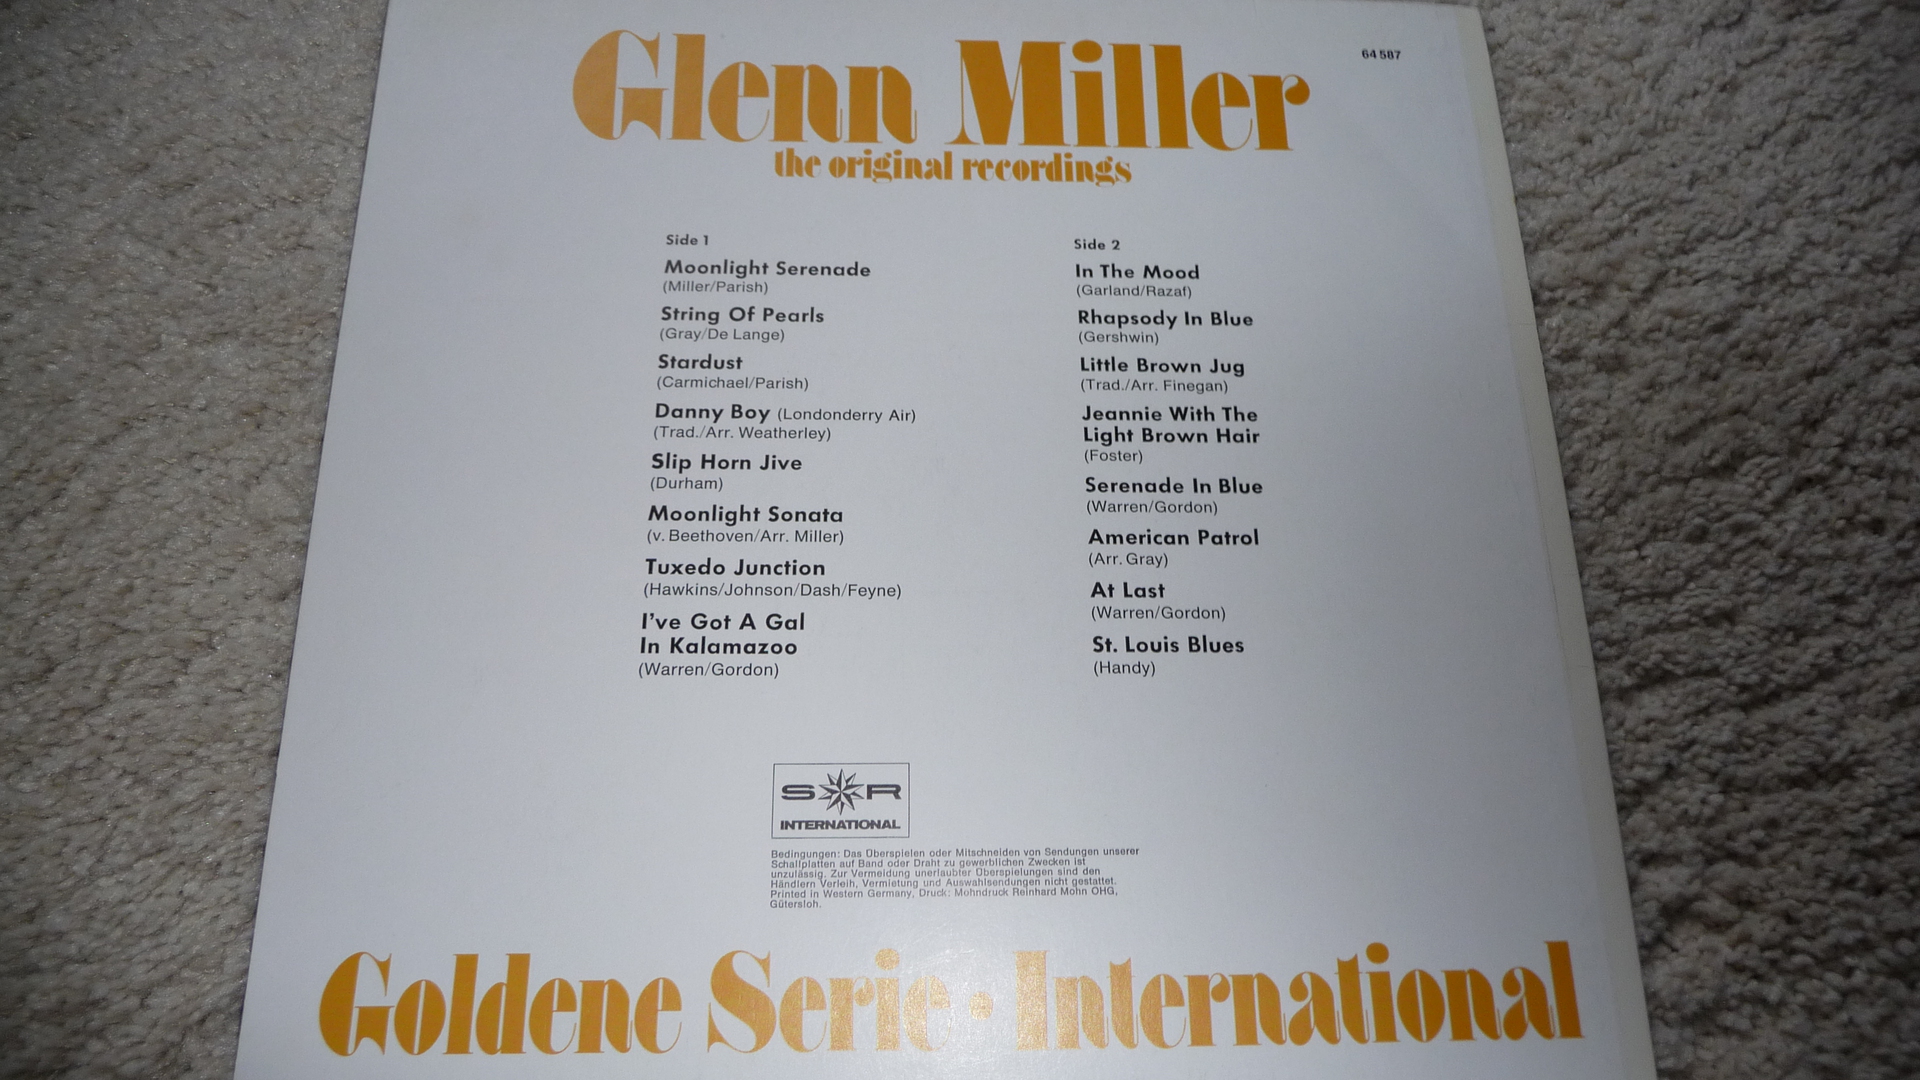 Glenn Miller
64 587
the original recordings
Side 1
Moonlight Serenade
(Miller/Parish)
String Of Pearls
(Gray/De Lange)
Stardust
(Carmichael/Parish)
Danny Boy (Londonderry Air)
(Trad./Arr. Weatherley)
Slip Horn Jive
(Durham)
Moonlight Sonata
(v. Beethoven/Arr. Miller)
Tuxedo Junction
(Hawkins/Johnson/Dash/Feyne)
I've Got A Gal
In Kalamazoo
(Warren/Gordon)
Side 2
In The Mood
(Garland/Razaf)
Rhapsody In Blue
(Gershwin)
Little Brown Jug
(Trad./Arr. Finegan)
Jeannie With The
Light Brown Hair
(Foster)
Serenade In Blue
(Warren/Gordon)
American Patrol
(Arr. Gray)
At Last
(Warren/Gordon)
St. Louis Blues
(Handy)
S R
INTERNATIONAL
Bedingungen: Das Überspielen oder Mitschneiden von Sendungen unserer
Schallplatten auf Band oder Draht zu gewerblichen Zwecken ist
unzulässig. Zur Vermeidung unerlaubter Überspielungen sind den
Händlern Verleih, Vermietung und Auswahlsendungen nicht gestattet.
Printed in Western Germany, Druck: Mohndruck Reinhard Mohn OHG,
Gütersloh.
Goldene Serie • International